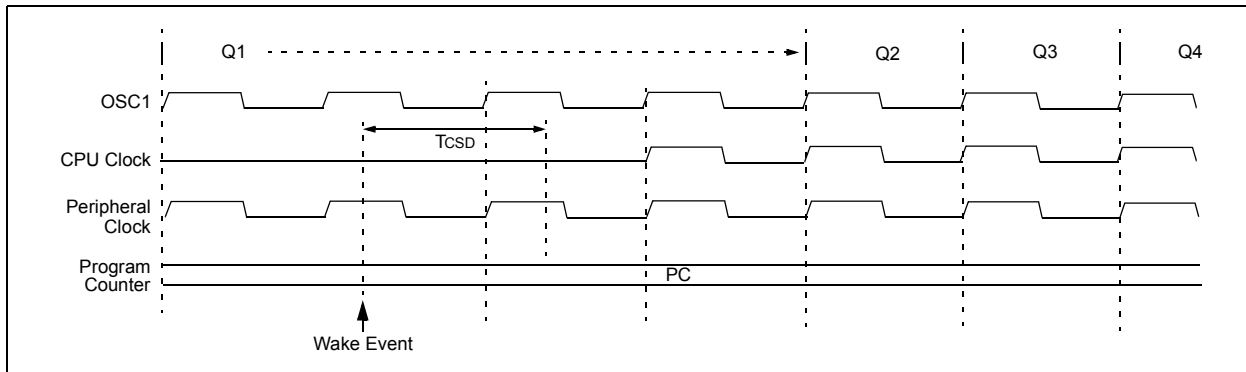 Q1 Q2 Q3 Q4
OSC1
TCSD
CPU Clock
Peripheral
Clock
Program
Counter
PC
Wake Event